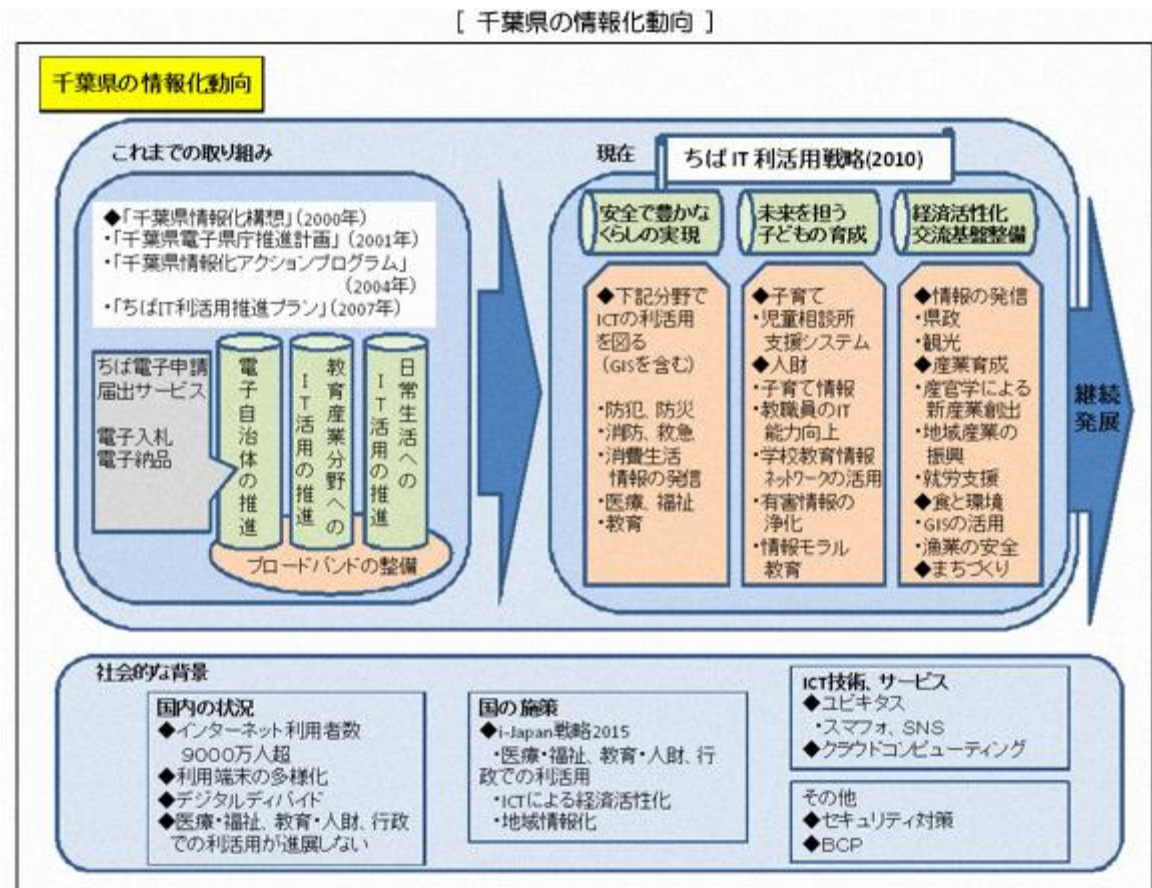 [ 千葉県の情報化動向 ]
千葉県の情報化動向
これまでの取り組み
◆「千葉県情報化構想」(2000年)
・「千葉県電子県庁推進計画」(2001年)
・「千葉県情報化アクションプログラム」
(2004年)
・「ちばIT利活用推進プラン」(2007年)
ちば電子申請
届出サービス
電子入札
電子納品
電子自治体の推進
教育産業分野への
IT活用の推進
日常生活への
IT活用の推進
ブロードバンドの整備
現在
ちばIT利活用戦略(2010)
安全で豊かな
くらしの実現
◆下記分野で
ICTの利活用
を図る
(GISを含む)
・防犯、防災
・消防、救急
・消費生活
情報の発信
・医療、福祉
・教育
未来を担う
子どもの育成
◆子育て
・児童相談所
支援システム
◆人財
・子育て情報
・教職員のIT
能力向上
・学校教育情報
ネットワークの活用
・有害情報の
浄化
・情報モラル
教育
経済活性化
交流基盤整備
◆情報の発信
・県政
・観光
◆産業育成
・産官学による
新産業創出
・地域産業の
振興
・就労支援
◆食と環境
・GISの活用
・漁業の安全
◆まちづくり
継続
発展
社会的な背景
国内の状況
◆インターネット利用者数
9000万人超
◆利用端末の多様化
◆デジタルディバイド
◆医療・福祉、教育・人財、行政
での利活用が進展しない
国の施策
◆i-Japan戦略2015
・医療・福祉、教育・人財、行
政での利活用
・ICTによる経済活性化
・地域情報化
ICT技術、サービス
◆ユビキタス
・スマフォ、SNS
◆クラウドコンピューティング
その他
◆セキュリティ対策
◆BCP